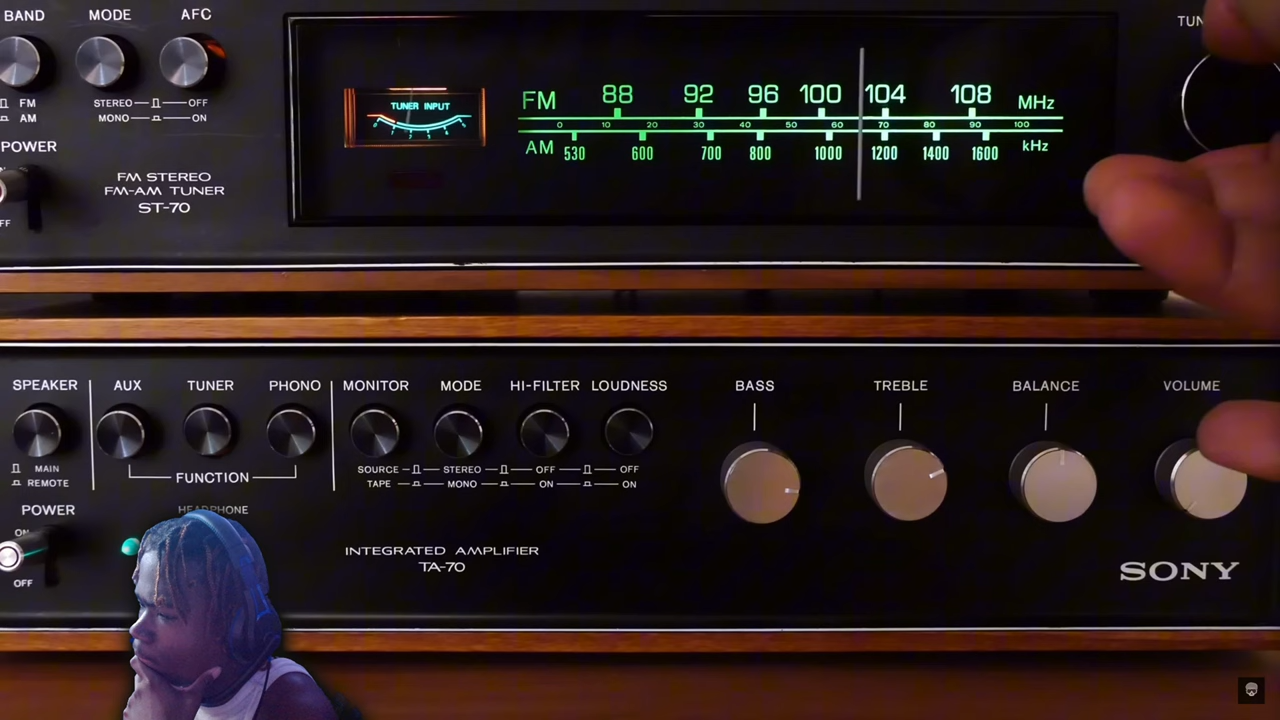 BAND MODE AFC
TUN
FM STEREO OFF
AM MONO ON
POWER
FF
FM STEREO
FM-AM TUNER
ST-70
TUNER INPUT
FM 88 92 96 100 104 108 MHz
0 10 20 30 40 50 60 70 80 90 100
AM 530 600 700 800 1000 1200 1400 1600 kHz
SPEAKER AUX TUNER PHONO MONITOR MODE HI-FILTER LOUDNESS BASS TREBLE BALANCE VOLUME
MAIN SOURCE STEREO OFF OFF
REMOTE FUNCTION TAPE MONO ON ON
POWER HEADPHONE
ON
OFF
INTEGRATED AMPLIFIER
TA-70
SONY